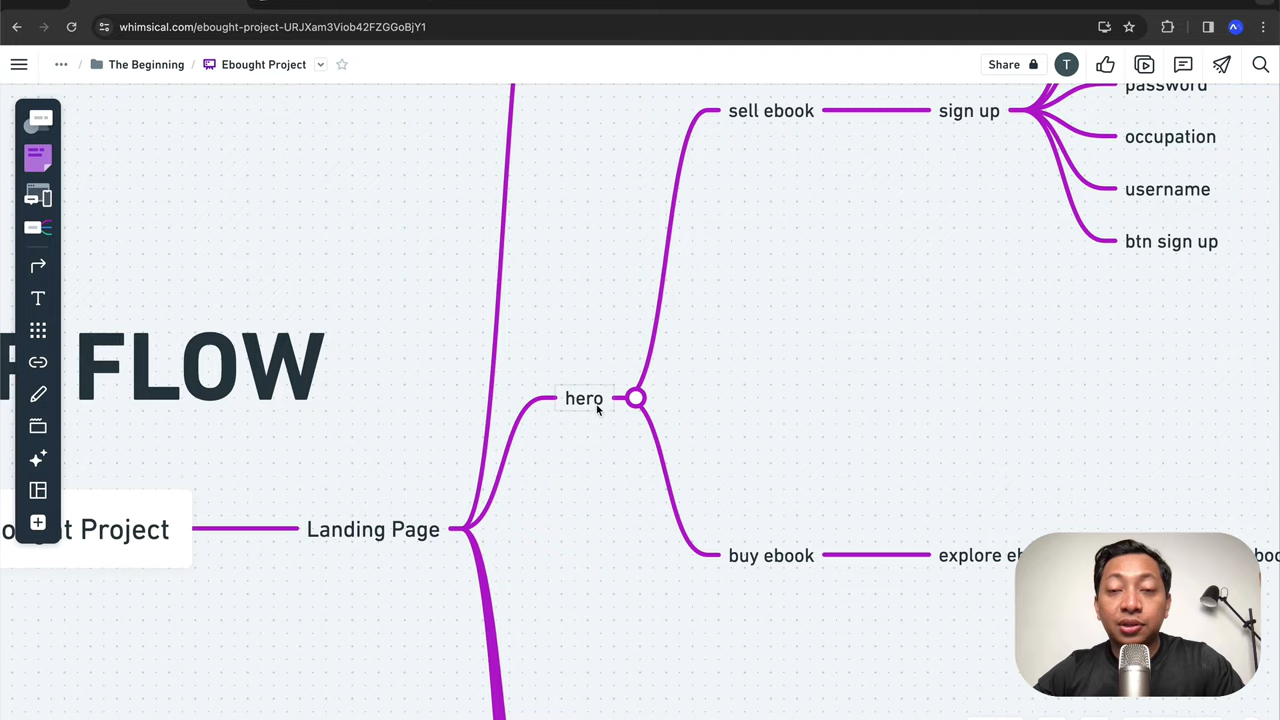 whimsical.com/ebought-project-URJXam3Viob42FZGGoBjY1
/ The Beginning / Ebought Project
Share T
password
sell ebook sign up
occupation
username
btn sign up
FLOW
hero
Project Landing Page
buy ebook explore